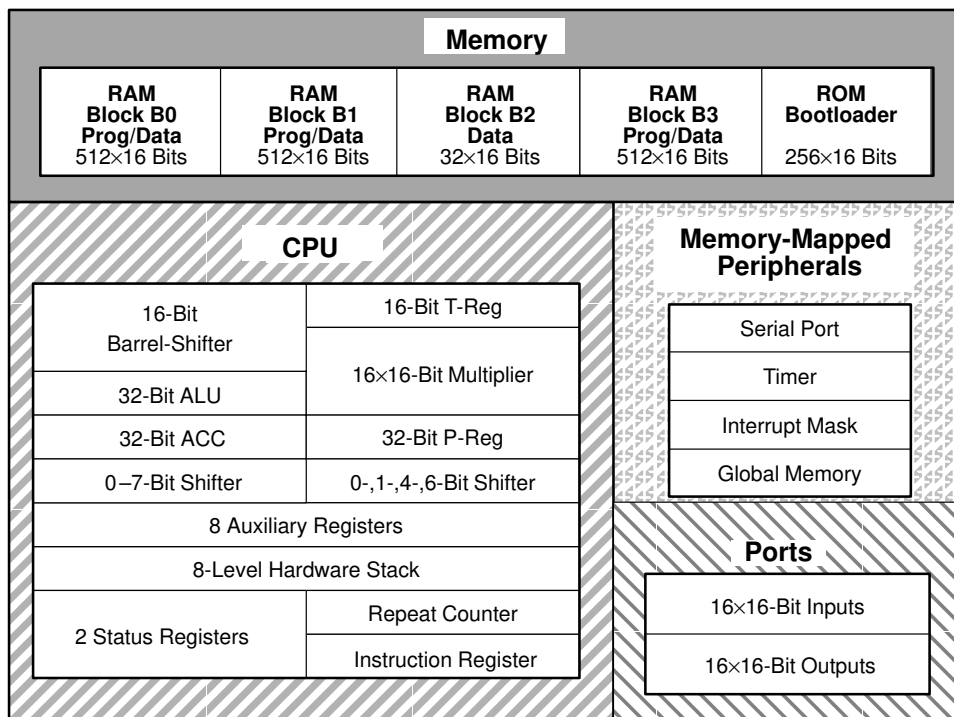 Memory
RAM
Block B0
Prog/Data
512×16 Bits
RAM
Block B1
Prog/Data
512×16 Bits
RAM
Block B2
Data
32×16 Bits
RAM
Block B3
Prog/Data
512×16 Bits
ROM
Bootloader
256×16 Bits
CPU
16-Bit
Barrel-Shifter
32-Bit ALU
32-Bit ACC
0–7-Bit Shifter
16-Bit T-Reg
16×16-Bit Multiplier
32-Bit P-Reg
0-,1-,4-,6-Bit Shifter
8 Auxiliary Registers
8-Level Hardware Stack
2 Status Registers
Repeat Counter
Instruction Register
Memory-Mapped
Peripherals
Serial Port
Timer
Interrupt Mask
Global Memory
Ports
16×16-Bit Inputs
16×16-Bit Outputs